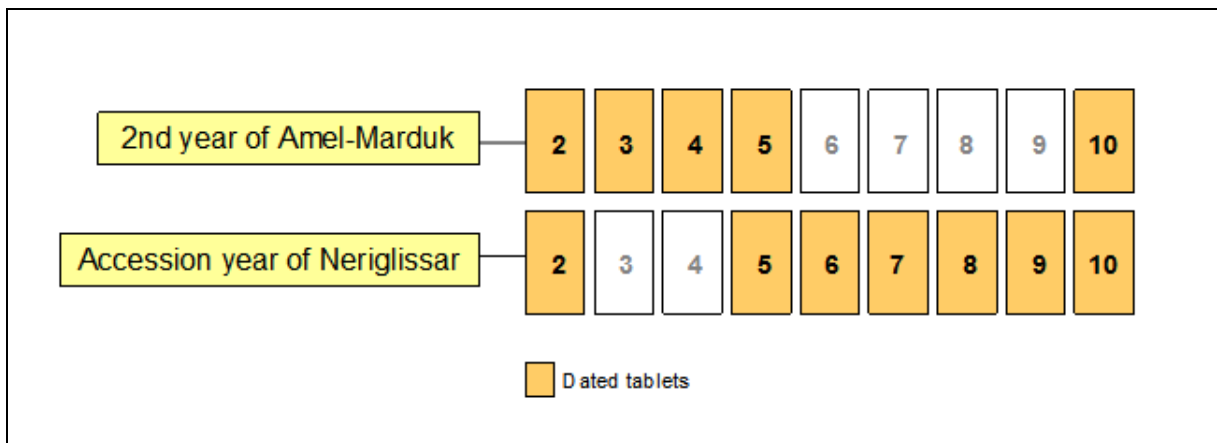 2nd year of Amel-Marduk 2 3 4 5 6 7 8 9 10
Accession year of Neriglissar 2 3 4 5 6 7 8 9 10
Dated tablets